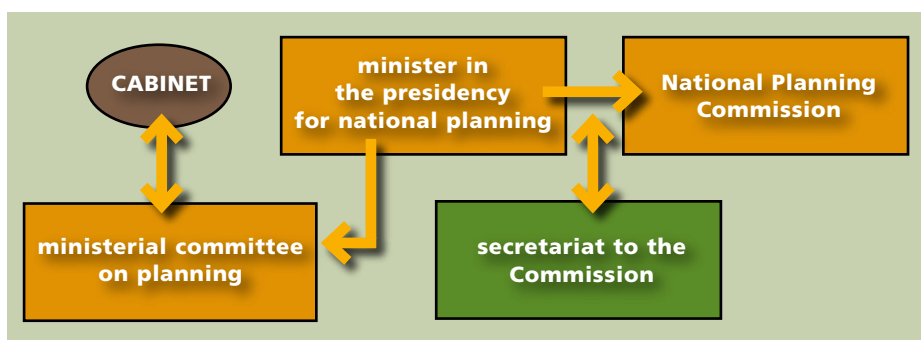 CABINET
minister in
the presidency
for national planning
National Planning
Commission
ministerial committee
on planning
secretariat to the
Commission